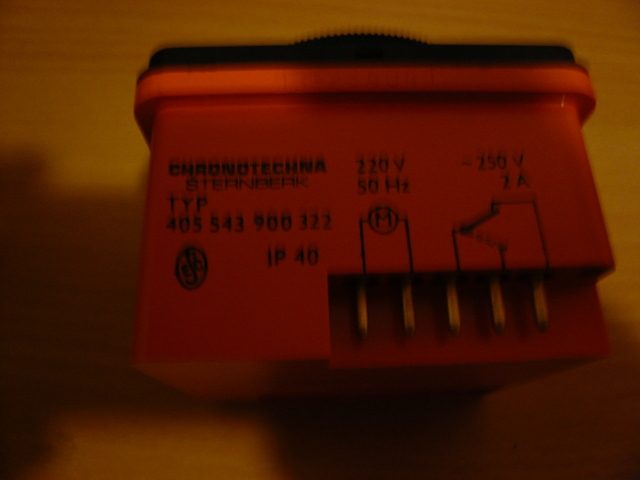 CHRONOTECHNA
STERNBERK
TYP
405 543 900 322
IP 40
220 V
50 Hz
M
~250 V
2 A